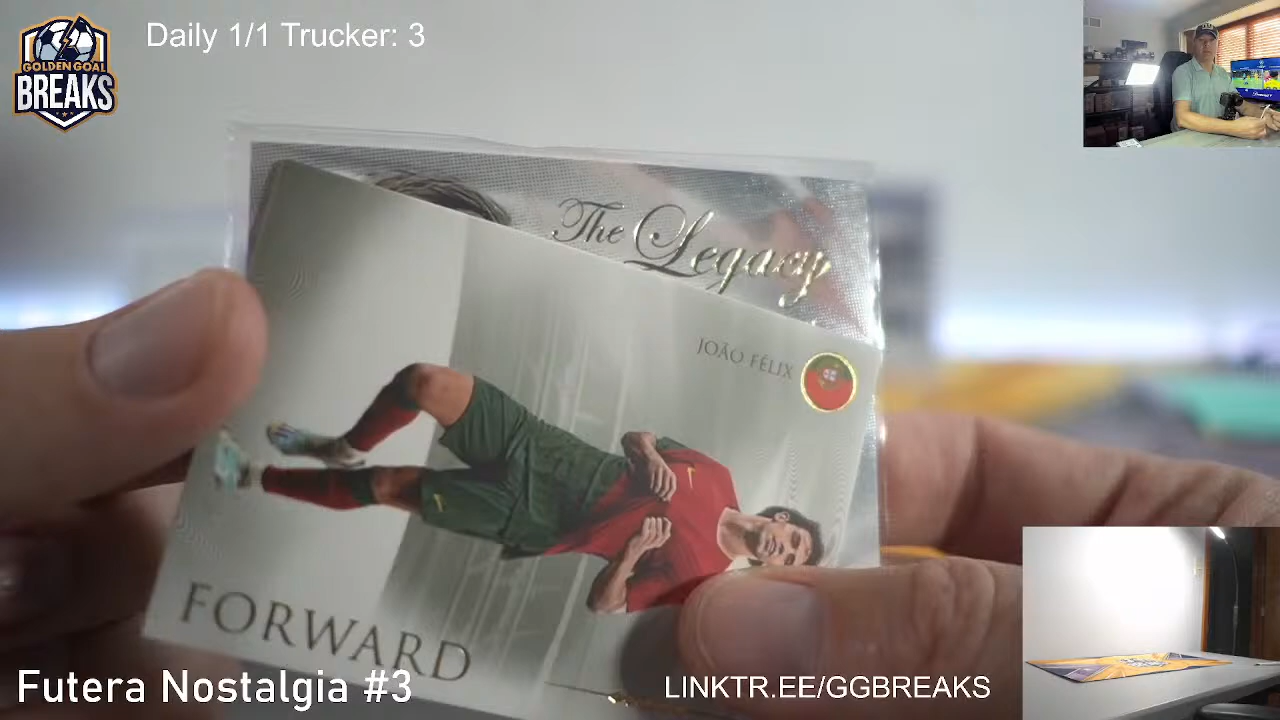 Daily 1/1 Trucker: 3
GOLDEN GOAL
BREAKS
The Legacy
JOÃO FÉLIX
FORWARD
Futera Nostalgia #3
LINKTR.EE/GGBREAKS